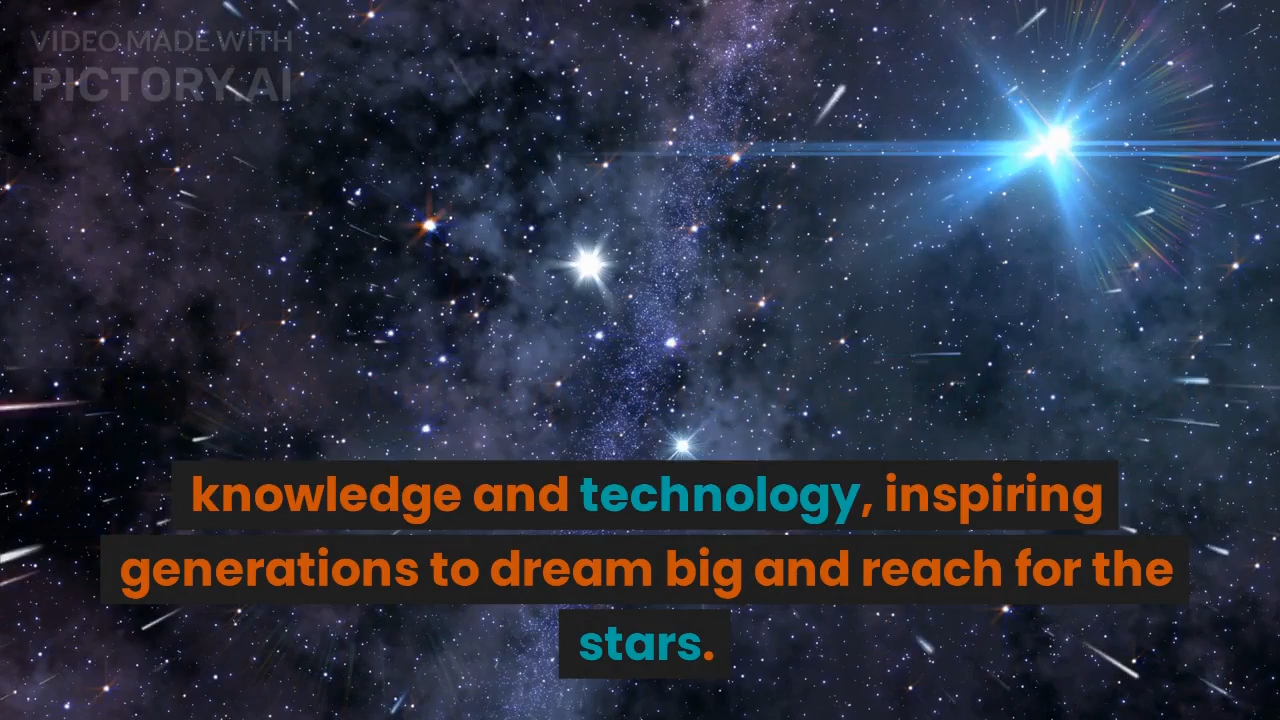 VIDEO MADE WITH
PICTORY.AI
knowledge and technology, inspiring
generations to dream big and reach for the
stars.